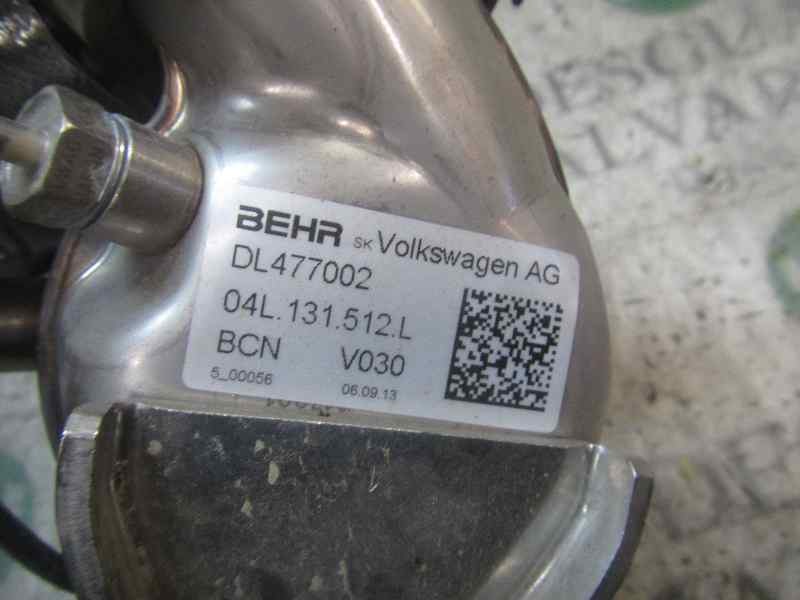 BEHR SK Volkswagen AG
DL477002
04L.131.512.L
BCN V030
5_00056 06.09.13